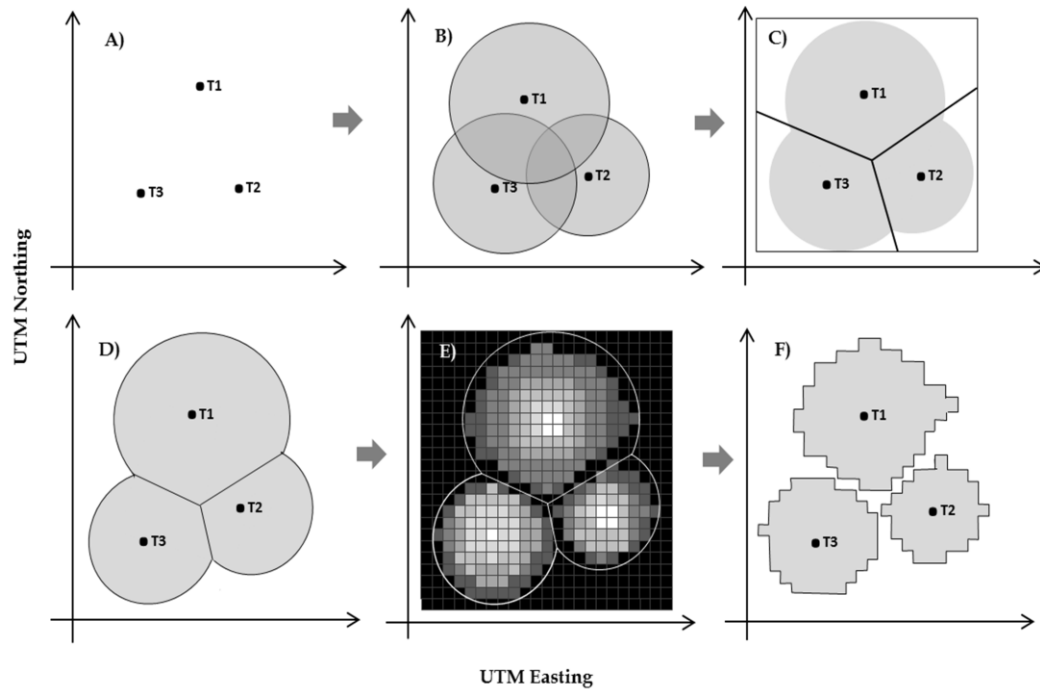 A)
T1
T3
T2
B)
T1
T3
T2
C)
T1
T3
T2
UTM Northing
D)
T1
T2
T3
E)
F)
T1
T2
T3
UTM Easting